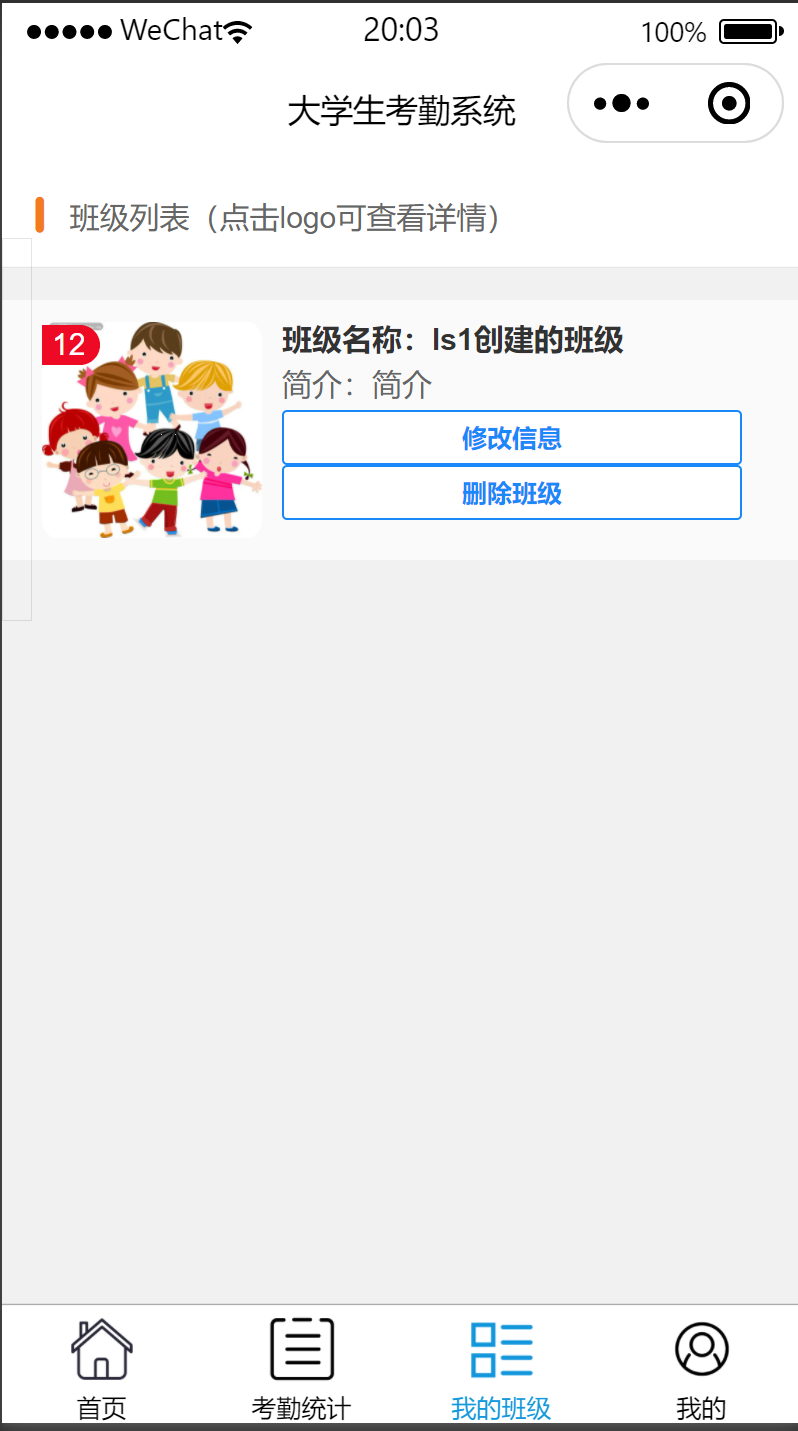 WeChat 20:03 100%
大学生考勤系统
班级列表（点击logo可查看详情）
12
班级名称：ls1创建的班级
简介：简介
修改信息
删除班级
首页 考勤统计 我的班级 我的